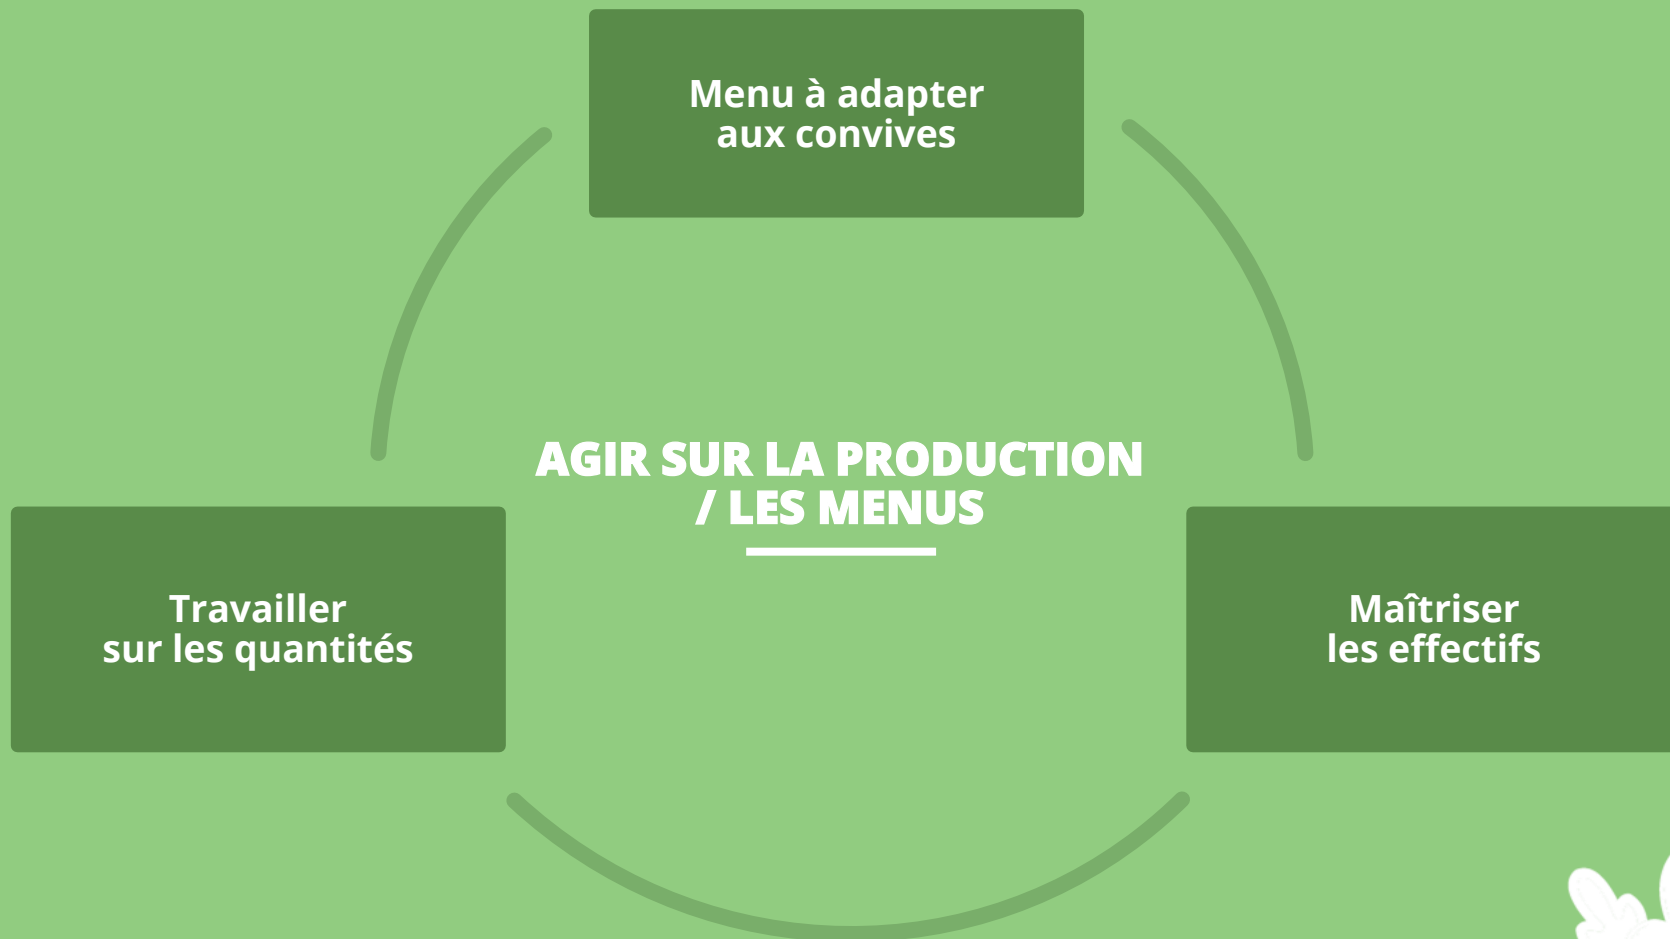 Menu à adapter
aux convives
AGIR SUR LA PRODUCTION
/ LES MENUS
Travailler
sur les quantités
Maîtriser
les effectifs